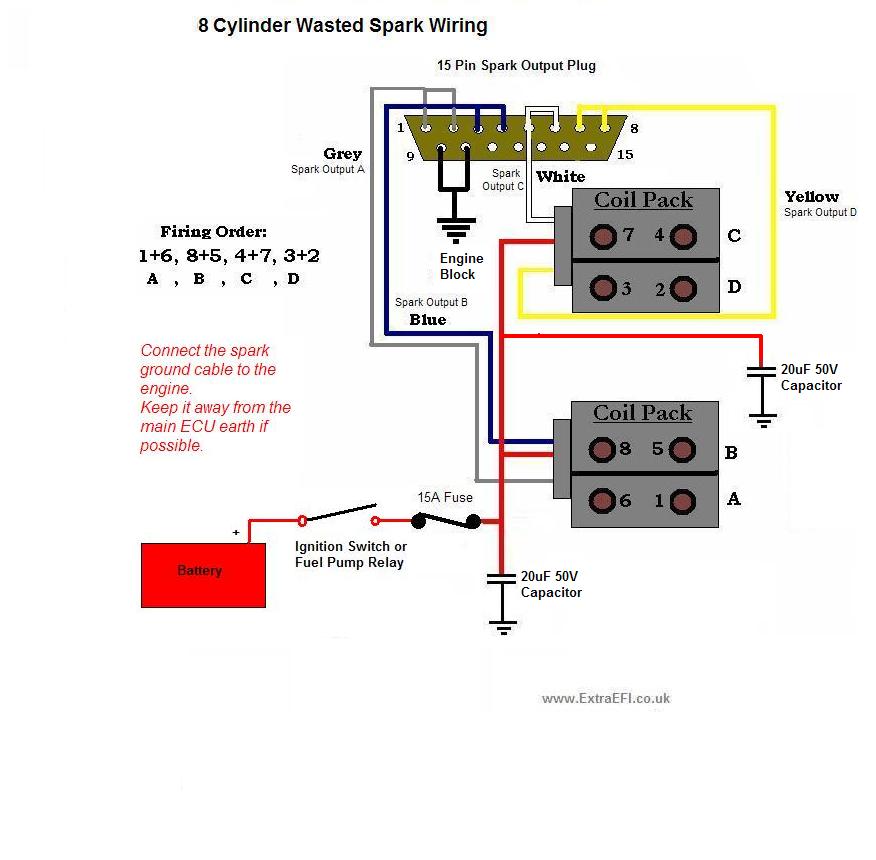 8 Cylinder Wasted Spark Wiring
15 Pin Spark Output Plug
1
8
9
15
Grey
Spark Output A
Spark
Output C
White
Yellow
Spark Output D
Coil Pack
7 4 C
3 2 D
Firing Order:
1+6, 8+5, 4+7, 3+2
A , B , C , D
Engine
Block
Spark Output B
Blue
Connect the spark
ground cable to the
engine.
Keep it away from the
main ECU earth if
possible.
20uF 50V
Capacitor
Coil Pack
8 5 B
6 1 A
15A Fuse
+
Ignition Switch or
Fuel Pump Relay
Battery
20uF 50V
Capacitor
www.ExtraEFI.co.uk